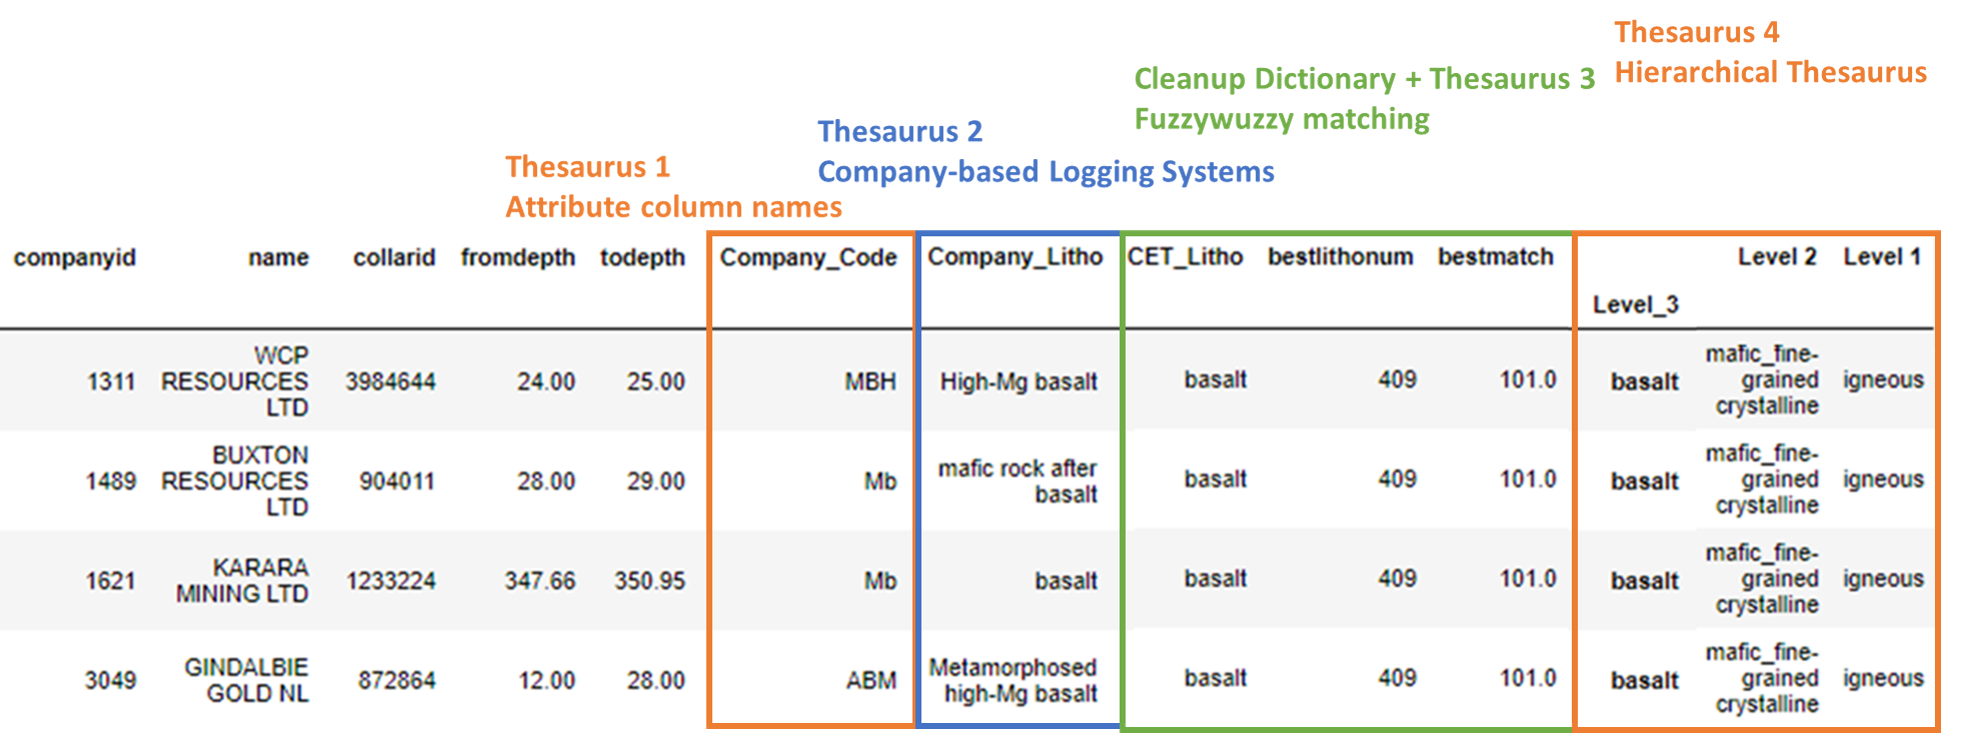 Thesaurus 4
Hierarchical Thesaurus
Cleanup Dictionary + Thesaurus 3
Fuzzywuzzy matching
Thesaurus 2
Company-based Logging Systems
Thesaurus 1
Attribute column names
companyid name collarid fromdepth todepth Company_Code Company_Litho CET_Litho bestlithonum bestmatch Level 2 Level 1
Level_3
WCP
RESOURCES
LTD
1311 3984644 24.00 25.00 MBH High-Mg basalt basalt 409 101.0 basalt
mafic_fine-
grained
crystalline
igneous
BUXTON
RESOURCES
LTD
1489 904011 28.00 29.00 Mb
mafic rock after
basalt
basalt 409 101.0 basalt
mafic_fine-
grained
crystalline
igneous
KARARA
MINING LTD
1621 1233224 347.66 350.95 Mb basalt basalt 409 101.0 basalt
mafic_fine-
grained
crystalline
igneous
GINDALBIE
GOLD NL
3049 872864 12.00 28.00 ABM
Metamorphosed
high-Mg basalt
basalt 409 101.0 basalt
mafic_fine-
grained
crystalline
igneous